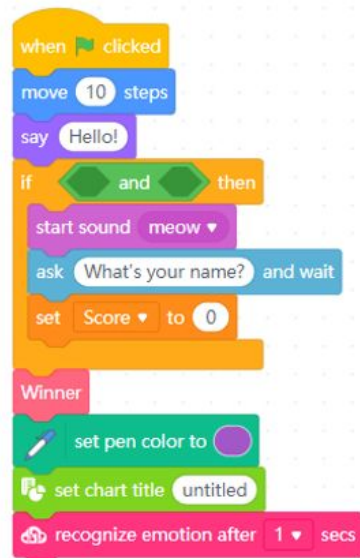 when clicked
move 10 steps
say Hello!
if and then
start sound meow
ask What's your name? and wait
set Score to 0
Winner
set pen color to
set chart title untitled
recognize emotion after 1 secs